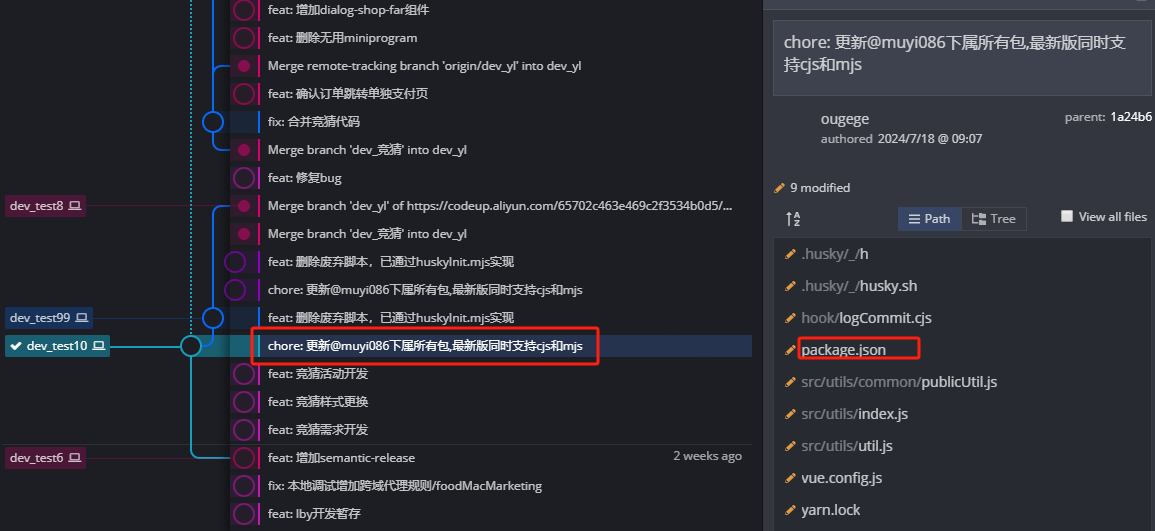 feat: 增加dialog-shop-far组件
feat: 删除无用miniprogram
Merge remote-tracking branch 'origin/dev_yl' into dev_yl
feat: 确认订单跳转单独支付页
fix: 合并竞猜代码
Merge branch 'dev_竞猜' into dev_yl
feat: 修复bug
dev_test8
Merge branch 'dev_yl' of https://codeup.aliyun.com/65702c463e469c2f3534b0d5/...
Merge branch 'dev_竞猜' into dev_yl
feat: 删除废弃脚本，已通过huskyInit.mjs实现
chore: 更新@muyi086下属所有包,最新版同时支持cjs和mjs
dev_test99
feat: 删除废弃脚本，已通过huskyInit.mjs实现
dev_test10
chore: 更新@muyi086下属所有包,最新版同时支持cjs和mjs
feat: 竞猜活动开发
feat: 竞猜样式更换
feat: 竞猜需求开发
dev_test6
feat: 增加semantic-release
2 weeks ago
fix: 本地调试增加跨域代理规则/foodMacMarketing
feat: lby开发暂存
chore: 更新@muyi086下属所有包,最新版同时支
持cjs和mjs
ougege
parent: 1a24b6
authored 2024/7/18 @ 09:07
9 modified
Path
Tree
View all files
.husky/_/h
.husky/_/husky.sh
hook/logCommit.cjs
package.json
src/utils/common/publicUtil.js
src/utils/index.js
src/utils/util.js
vue.config.js
yarn.lock